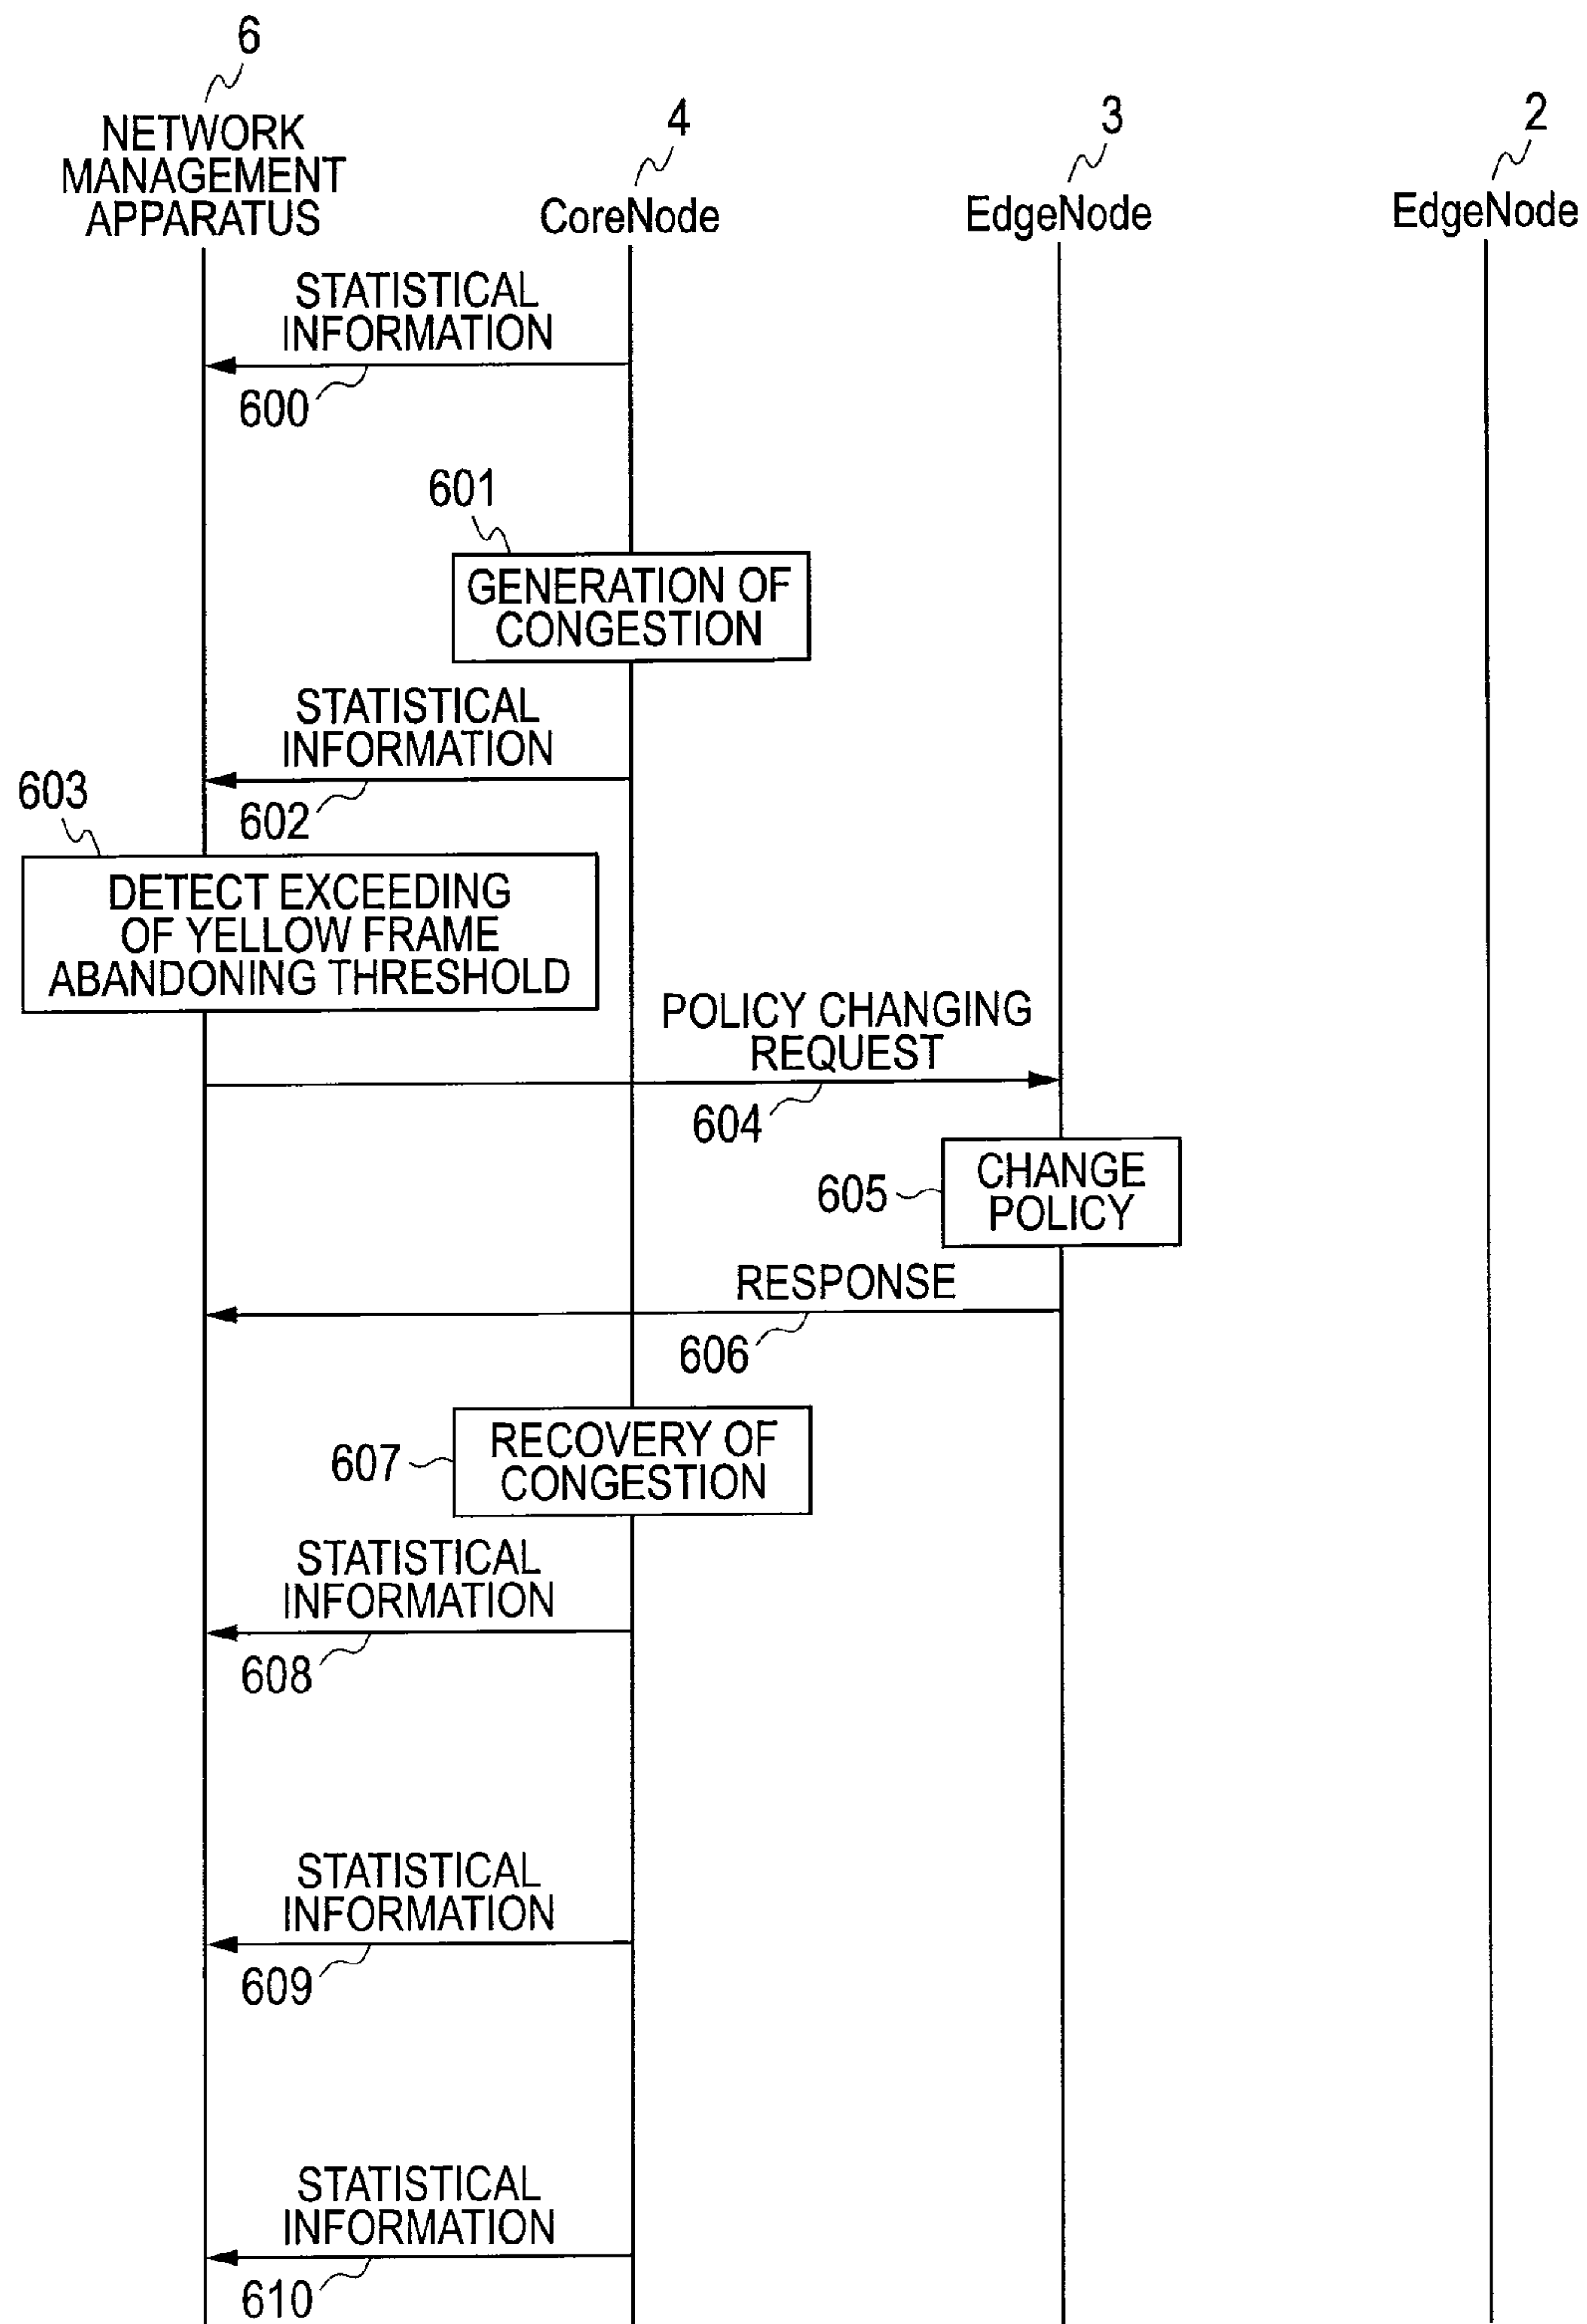 6
NETWORK
MANAGEMENT
APPARATUS
4
CoreNode
3
EdgeNode
2
EdgeNode
STATISTICAL
INFORMATION
600
601
GENERATION OF
CONGESTION
STATISTICAL
INFORMATION
602
603
DETECT EXCEEDING
OF YELLOW FRAME
ABANDONING THRESHOLD
POLICY CHANGING
REQUEST
604
605
CHANGE
POLICY
RESPONSE
606
607
RECOVERY OF
CONGESTION
STATISTICAL
INFORMATION
608
STATISTICAL
INFORMATION
609
STATISTICAL
INFORMATION
610